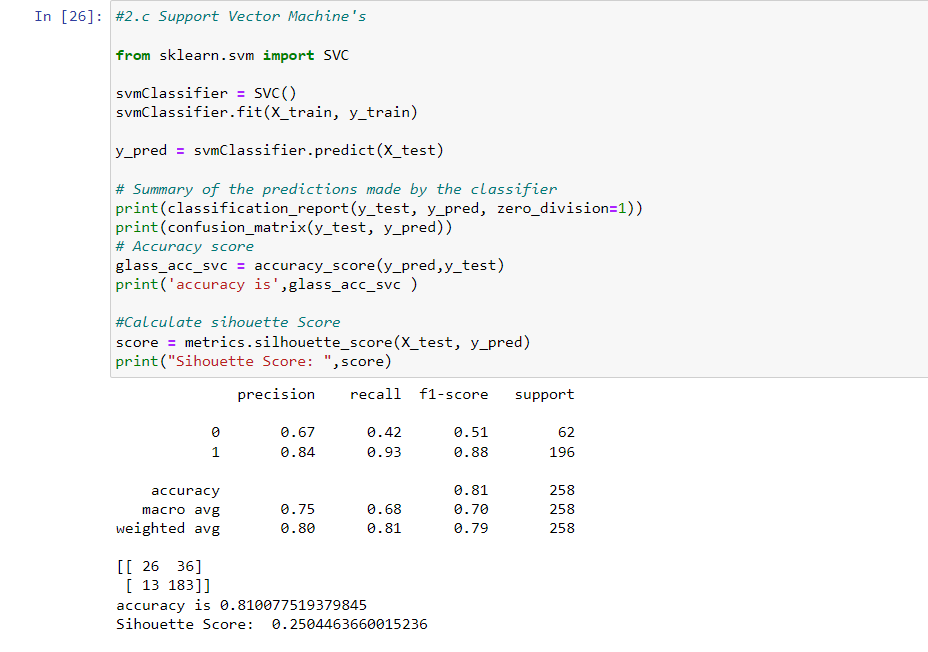 In [26]: #2.c Support Vector Machine's
from sklearn.svm import SVC
svmClassifier = SVC()
svmClassifier.fit(X_train, y_train)
y_pred = svmClassifier.predict(X_test)
# Summary of the predictions made by the classifier
print(classification_report(y_test, y_pred, zero_division=1))
print(confusion_matrix(y_test, y_pred))
# Accuracy score
glass_acc_svc = accuracy_score(y_pred,y_test)
print('accuracy is',glass_acc_svc )
#Calculate sihouette Score
score = metrics.silhouette_score(X_test, y_pred)
print("Sihouette Score: ",score)
precision recall f1-score support
0 0.67 0.42 0.51 62
1 0.84 0.93 0.88 196
accuracy 0.81 258
macro avg 0.75 0.68 0.70 258
weighted avg 0.80 0.81 0.79 258
[[ 26 36]
[ 13 183]]
accuracy is 0.810077519379845
Sihouette Score: 0.2504463660015236